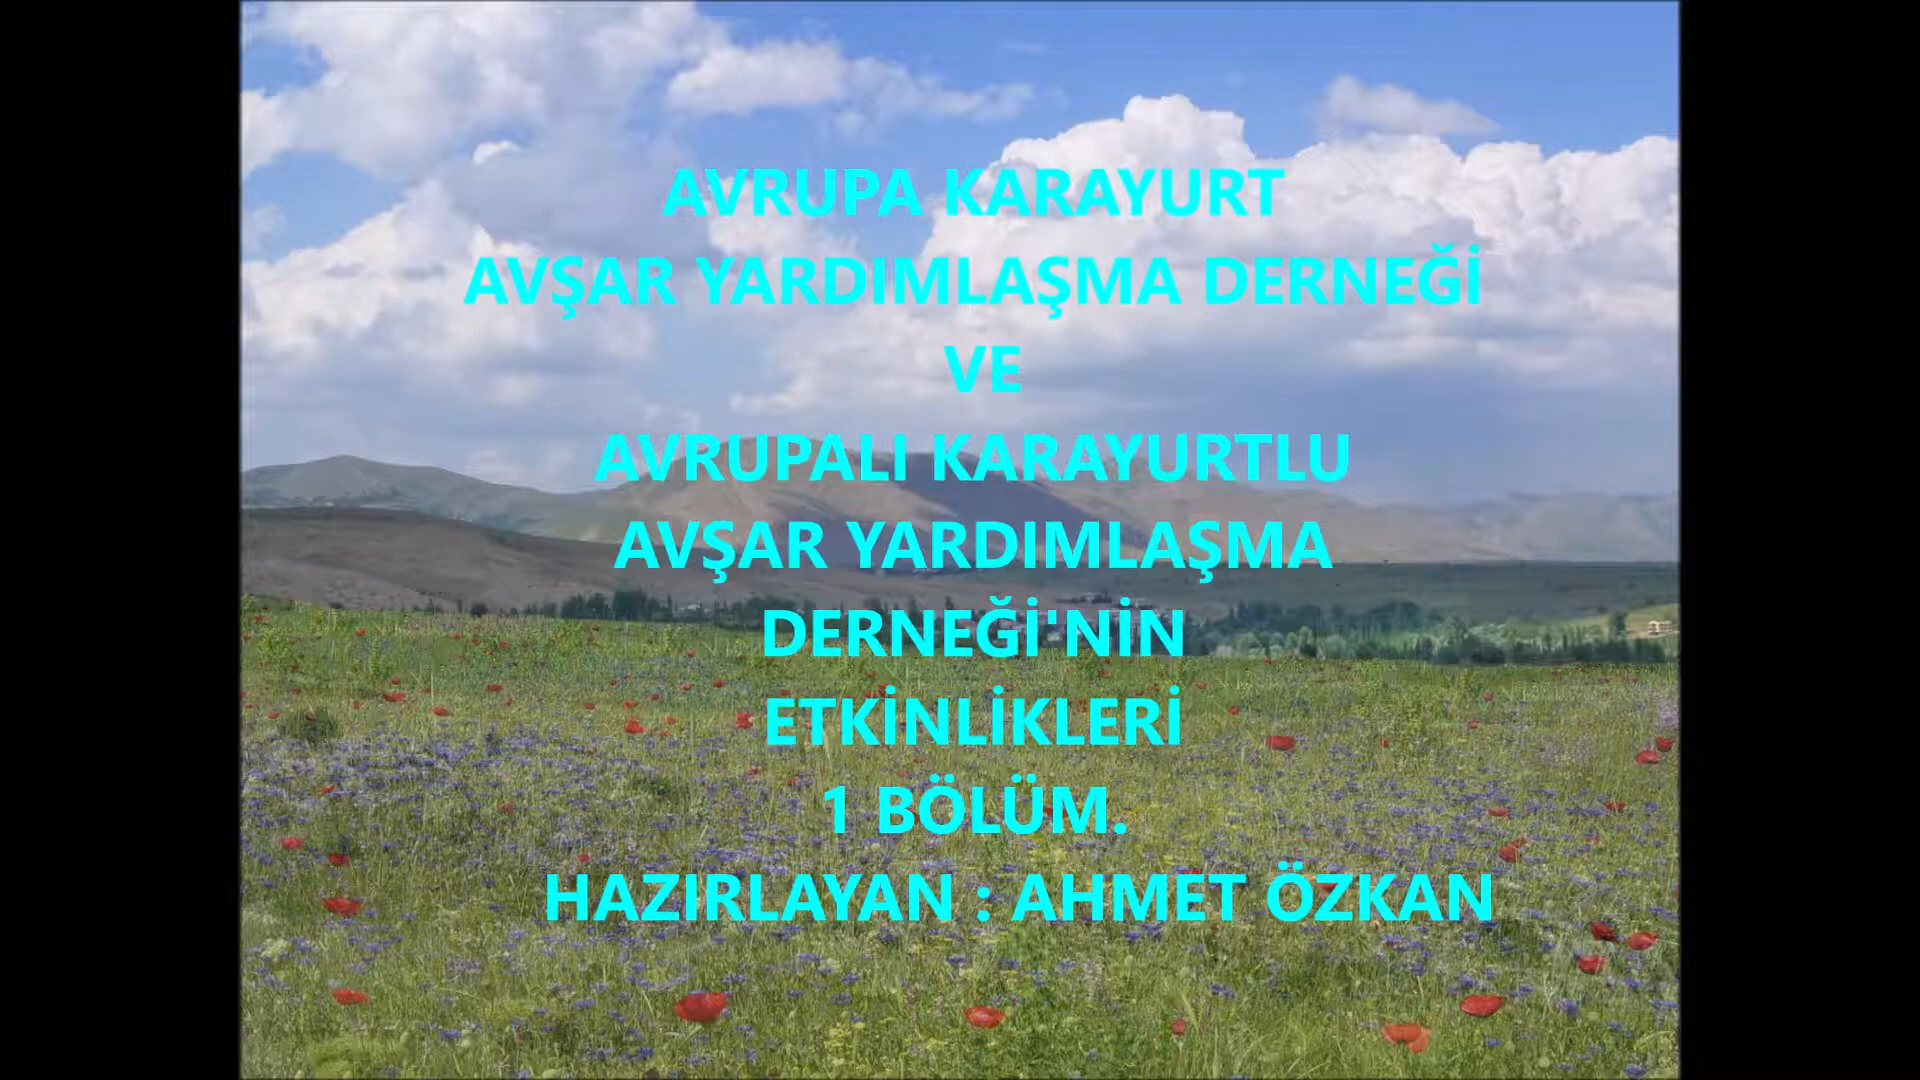 AVRUPA KARAYURT
AVŞAR YARDIMLAŞMA DERNEĞİ
VE
AVRUPALI KARAYURTLU
AVŞAR YARDIMLAŞMA
DERNEĞİ'NİN
ETKİNLİKLERİ
1 BÖLÜM.
HAZIRLAYAN : AHMET ÖZKAN